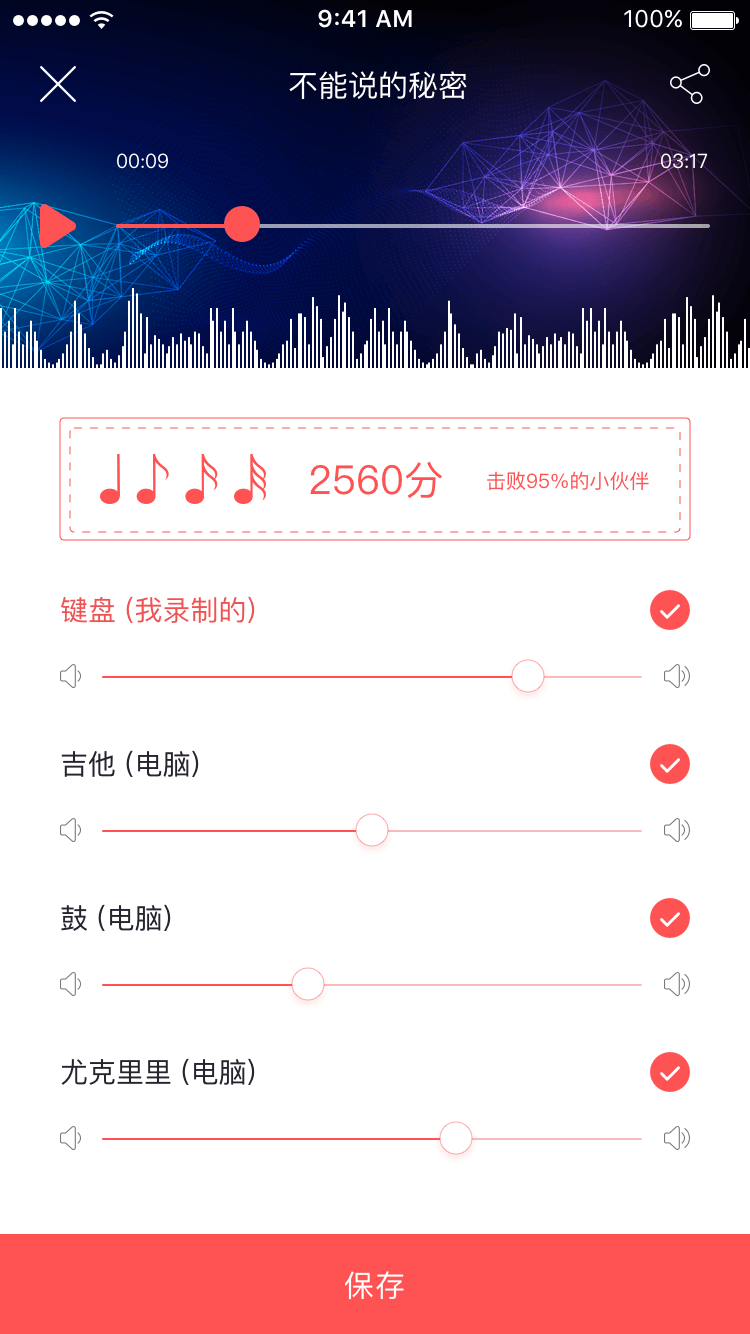 9:41 AM
100%
不能说的秘密
00:09
03:17
2560分
击败95%的小伙伴
键盘 (我录制的)
吉他 (电脑)
鼓 (电脑)
尤克里里 (电脑)
保存